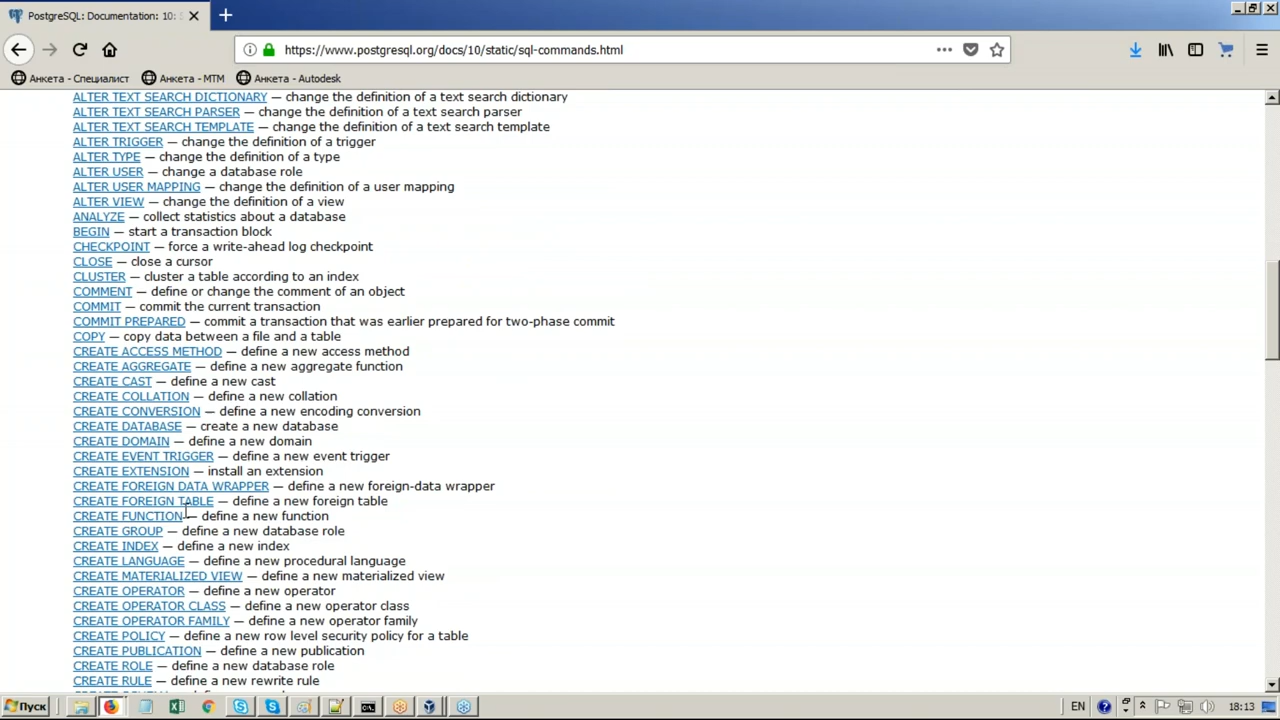 PostgreSQL: Documentation: 10:
https://www.postgresql.org/docs/10/static/sql-commands.html
Анкета - Специалист Анкета - МТМ Анкета - Autodesk
ALTER TEXT SEARCH DICTIONARY — change the definition of a text search dictionary
ALTER TEXT SEARCH PARSER — change the definition of a text search parser
ALTER TEXT SEARCH TEMPLATE — change the definition of a text search template
ALTER TRIGGER — change the definition of a trigger
ALTER TYPE — change the definition of a type
ALTER USER — change a database role
ALTER USER MAPPING — change the definition of a user mapping
ALTER VIEW — change the definition of a view
ANALYZE — collect statistics about a database
BEGIN — start a transaction block
CHECKPOINT — force a write-ahead log checkpoint
CLOSE — close a cursor
CLUSTER — cluster a table according to an index
COMMENT — define or change the comment of an object
COMMIT — commit the current transaction
COMMIT PREPARED — commit a transaction that was earlier prepared for two-phase commit
COPY — copy data between a file and a table
CREATE ACCESS METHOD — define a new access method
CREATE AGGREGATE — define a new aggregate function
CREATE CAST — define a new cast
CREATE COLLATION — define a new collation
CREATE CONVERSION — define a new encoding conversion
CREATE DATABASE — create a new database
CREATE DOMAIN — define a new domain
CREATE EVENT TRIGGER — define a new event trigger
CREATE EXTENSION — install an extension
CREATE FOREIGN DATA WRAPPER — define a new foreign-data wrapper
CREATE FOREIGN TABLE — define a new foreign table
CREATE FUNCTION — define a new function
CREATE GROUP — define a new database role
CREATE INDEX — define a new index
CREATE LANGUAGE — define a new procedural language
CREATE MATERIALIZED VIEW — define a new materialized view
CREATE OPERATOR — define a new operator
CREATE OPERATOR CLASS — define a new operator class
CREATE OPERATOR FAMILY — define a new operator family
CREATE POLICY — define a new row level security policy for a table
CREATE PUBLICATION — define a new publication
CREATE ROLE — define a new database role
CREATE RULE — define a new rewrite rule
Пуск EN 18:13